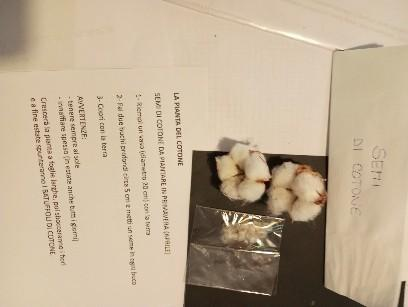 LA PIANTA DEL COTONE
SEMI DI COTONE DA PIANTARE IN PRIMAVERA (APRILE)
1- Riempi un vaso (diametro 20 cm) con la terra
2- Fai due buchi profondi circa 5 cm e metti un seme in ogni buco
3- Copri con la terra
AVVERTENZE:
- tenere sempre al sole
- innaffiare spesso (in estate anche tutti i giorni)
Crescerà la pianta a foglie larghe, poi sbocceranno i fiori
e a fine estate spunteranno i BATUFFOLI DI COTONE
SEMI
DI COTONE